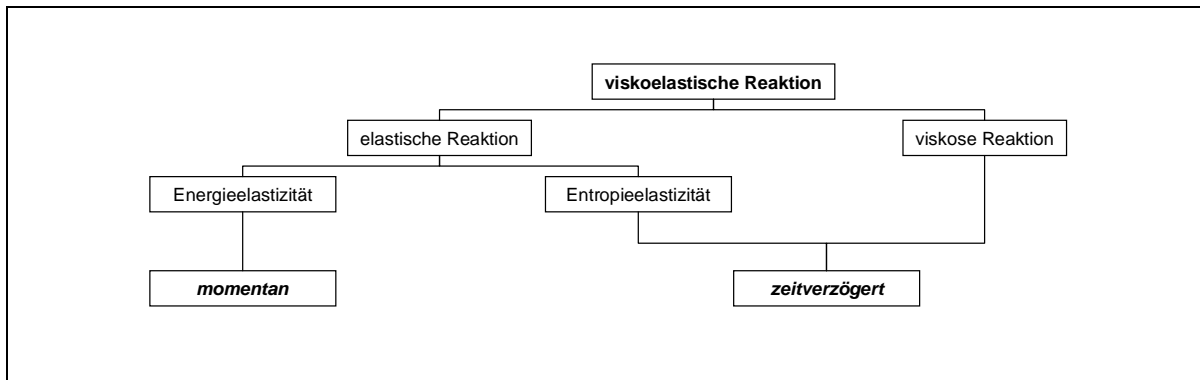 viskoelastische Reaktion
elastische Reaktion
viskose Reaktion
Energieelastizität
Entropieelastizität
momentan
zeitverzögert